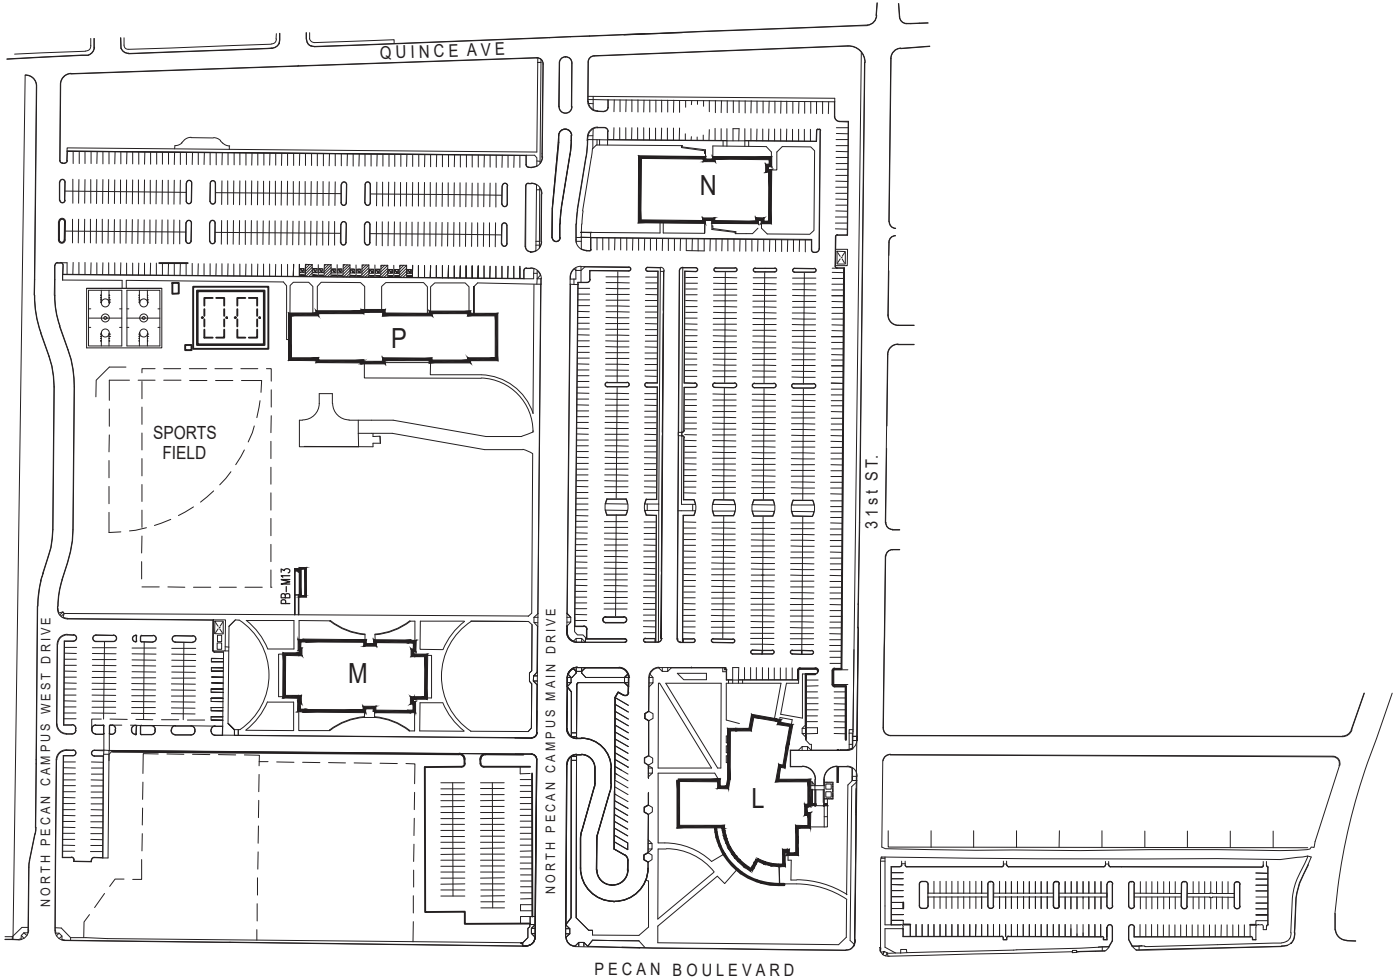 QUINCE AVE
N
P
SPORTS
FIELD
31st ST.
PB-M13
M
NORTH PECAN CAMPUS WEST DRIVE
NORTH PECAN CAMPUS MAIN DRIVE
L
PECAN BOULEVARD